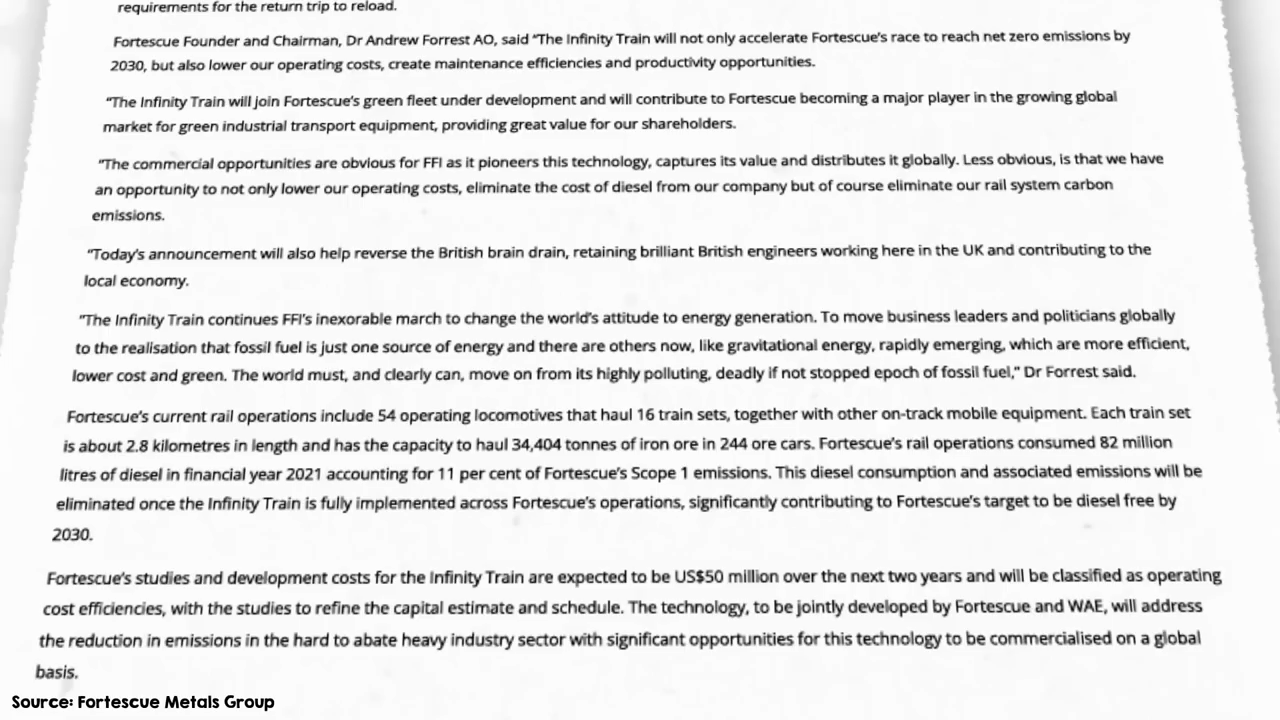 requirements for the return trip to reload.
Fortescue Founder and Chairman, Dr Andrew Forrest AO, said “The Infinity Train will not only accelerate Fortescue’s race to reach net zero emissions by
2030, but also lower our operating costs, create maintenance efficiencies and productivity opportunities.
“The Infinity Train will join Fortescue’s green fleet under development and will contribute to Fortescue becoming a major player in the growing global
market for green industrial transport equipment, providing great value for our shareholders.
“The commercial opportunities are obvious for FFI as it pioneers this technology, captures its value and distributes it globally. Less obvious, is that we have
an opportunity to not only lower our operating costs, eliminate the cost of diesel from our company but of course eliminate our rail system carbon
emissions.
“Today’s announcement will also help reverse the British brain drain, retaining brilliant British engineers working here in the UK and contributing to the
local economy.
“The Infinity Train continues FFI’s inexorable march to change the world’s attitude to energy generation. To move business leaders and politicians globally
to the realisation that fossil fuel is just one source of energy and there are others now, like gravitational energy, rapidly emerging, which are more efficient,
lower cost and green. The world must, and clearly can, move on from its highly polluting, deadly if not stopped epoch of fossil fuel,” Dr Forrest said.
Fortescue’s current rail operations include 54 operating locomotives that haul 16 train sets, together with other on-track mobile equipment. Each train set
is about 2.8 kilometres in length and has the capacity to haul 34,404 tonnes of iron ore in 244 ore cars. Fortescue’s rail operations consumed 82 million
litres of diesel in financial year 2021 accounting for 11 per cent of Fortescue’s Scope 1 emissions. This diesel consumption and associated emissions will be
eliminated once the Infinity Train is fully implemented across Fortescue’s operations, significantly contributing to Fortescue’s target to be diesel free by
2030.
Fortescue’s studies and development costs for the Infinity Train are expected to be US$50 million over the next two years and will be classified as operating
cost efficiencies, with the studies to refine the capital estimate and schedule. The technology, to be jointly developed by Fortescue and WAE, will address
the reduction in emissions in the hard to abate heavy industry sector with significant opportunities for this technology to be commercialised on a global
basis.
Source: Fortescue Metals Group